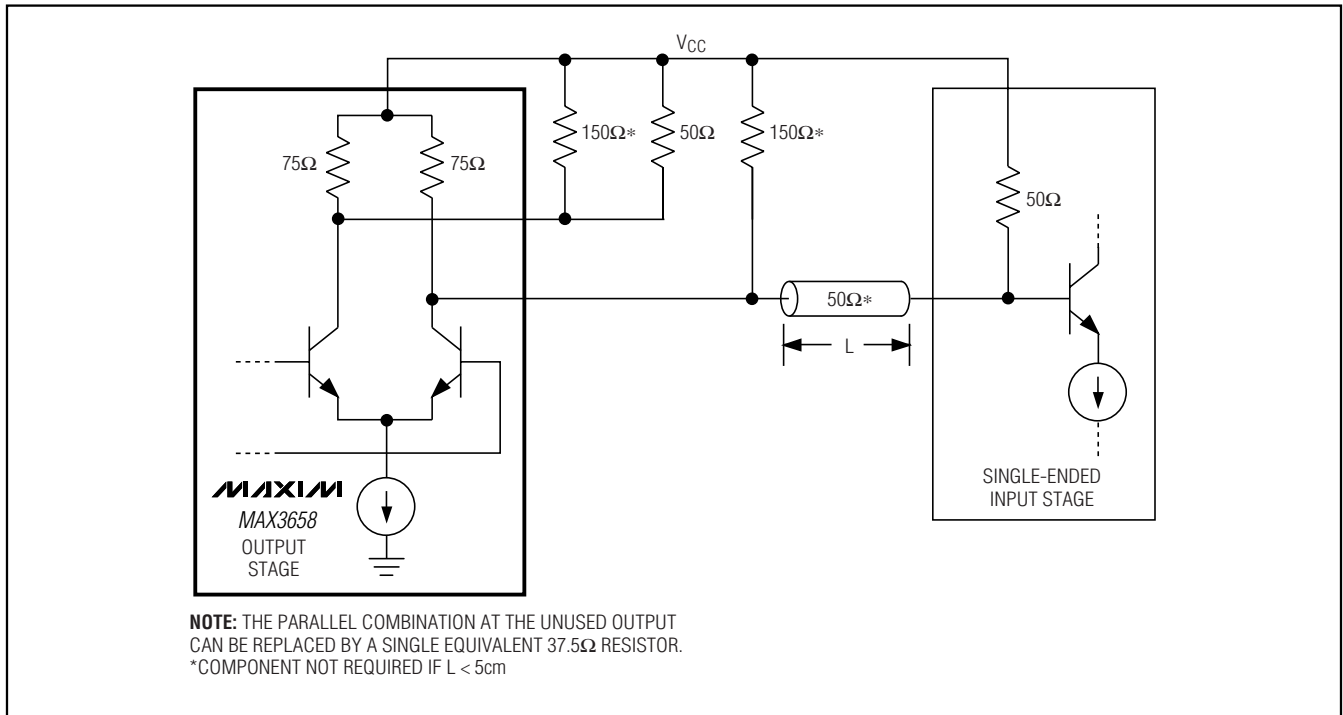 VCC
150Ω*
50Ω
150Ω*
75Ω
75Ω
50Ω
50Ω*
L
MAXIM
MAX3658
OUTPUT
STAGE
SINGLE-ENDED
INPUT STAGE
NOTE: THE PARALLEL COMBINATION AT THE UNUSED OUTPUT
CAN BE REPLACED BY A SINGLE EQUIVALENT 37.5Ω RESISTOR.
*COMPONENT NOT REQUIRED IF L < 5cm